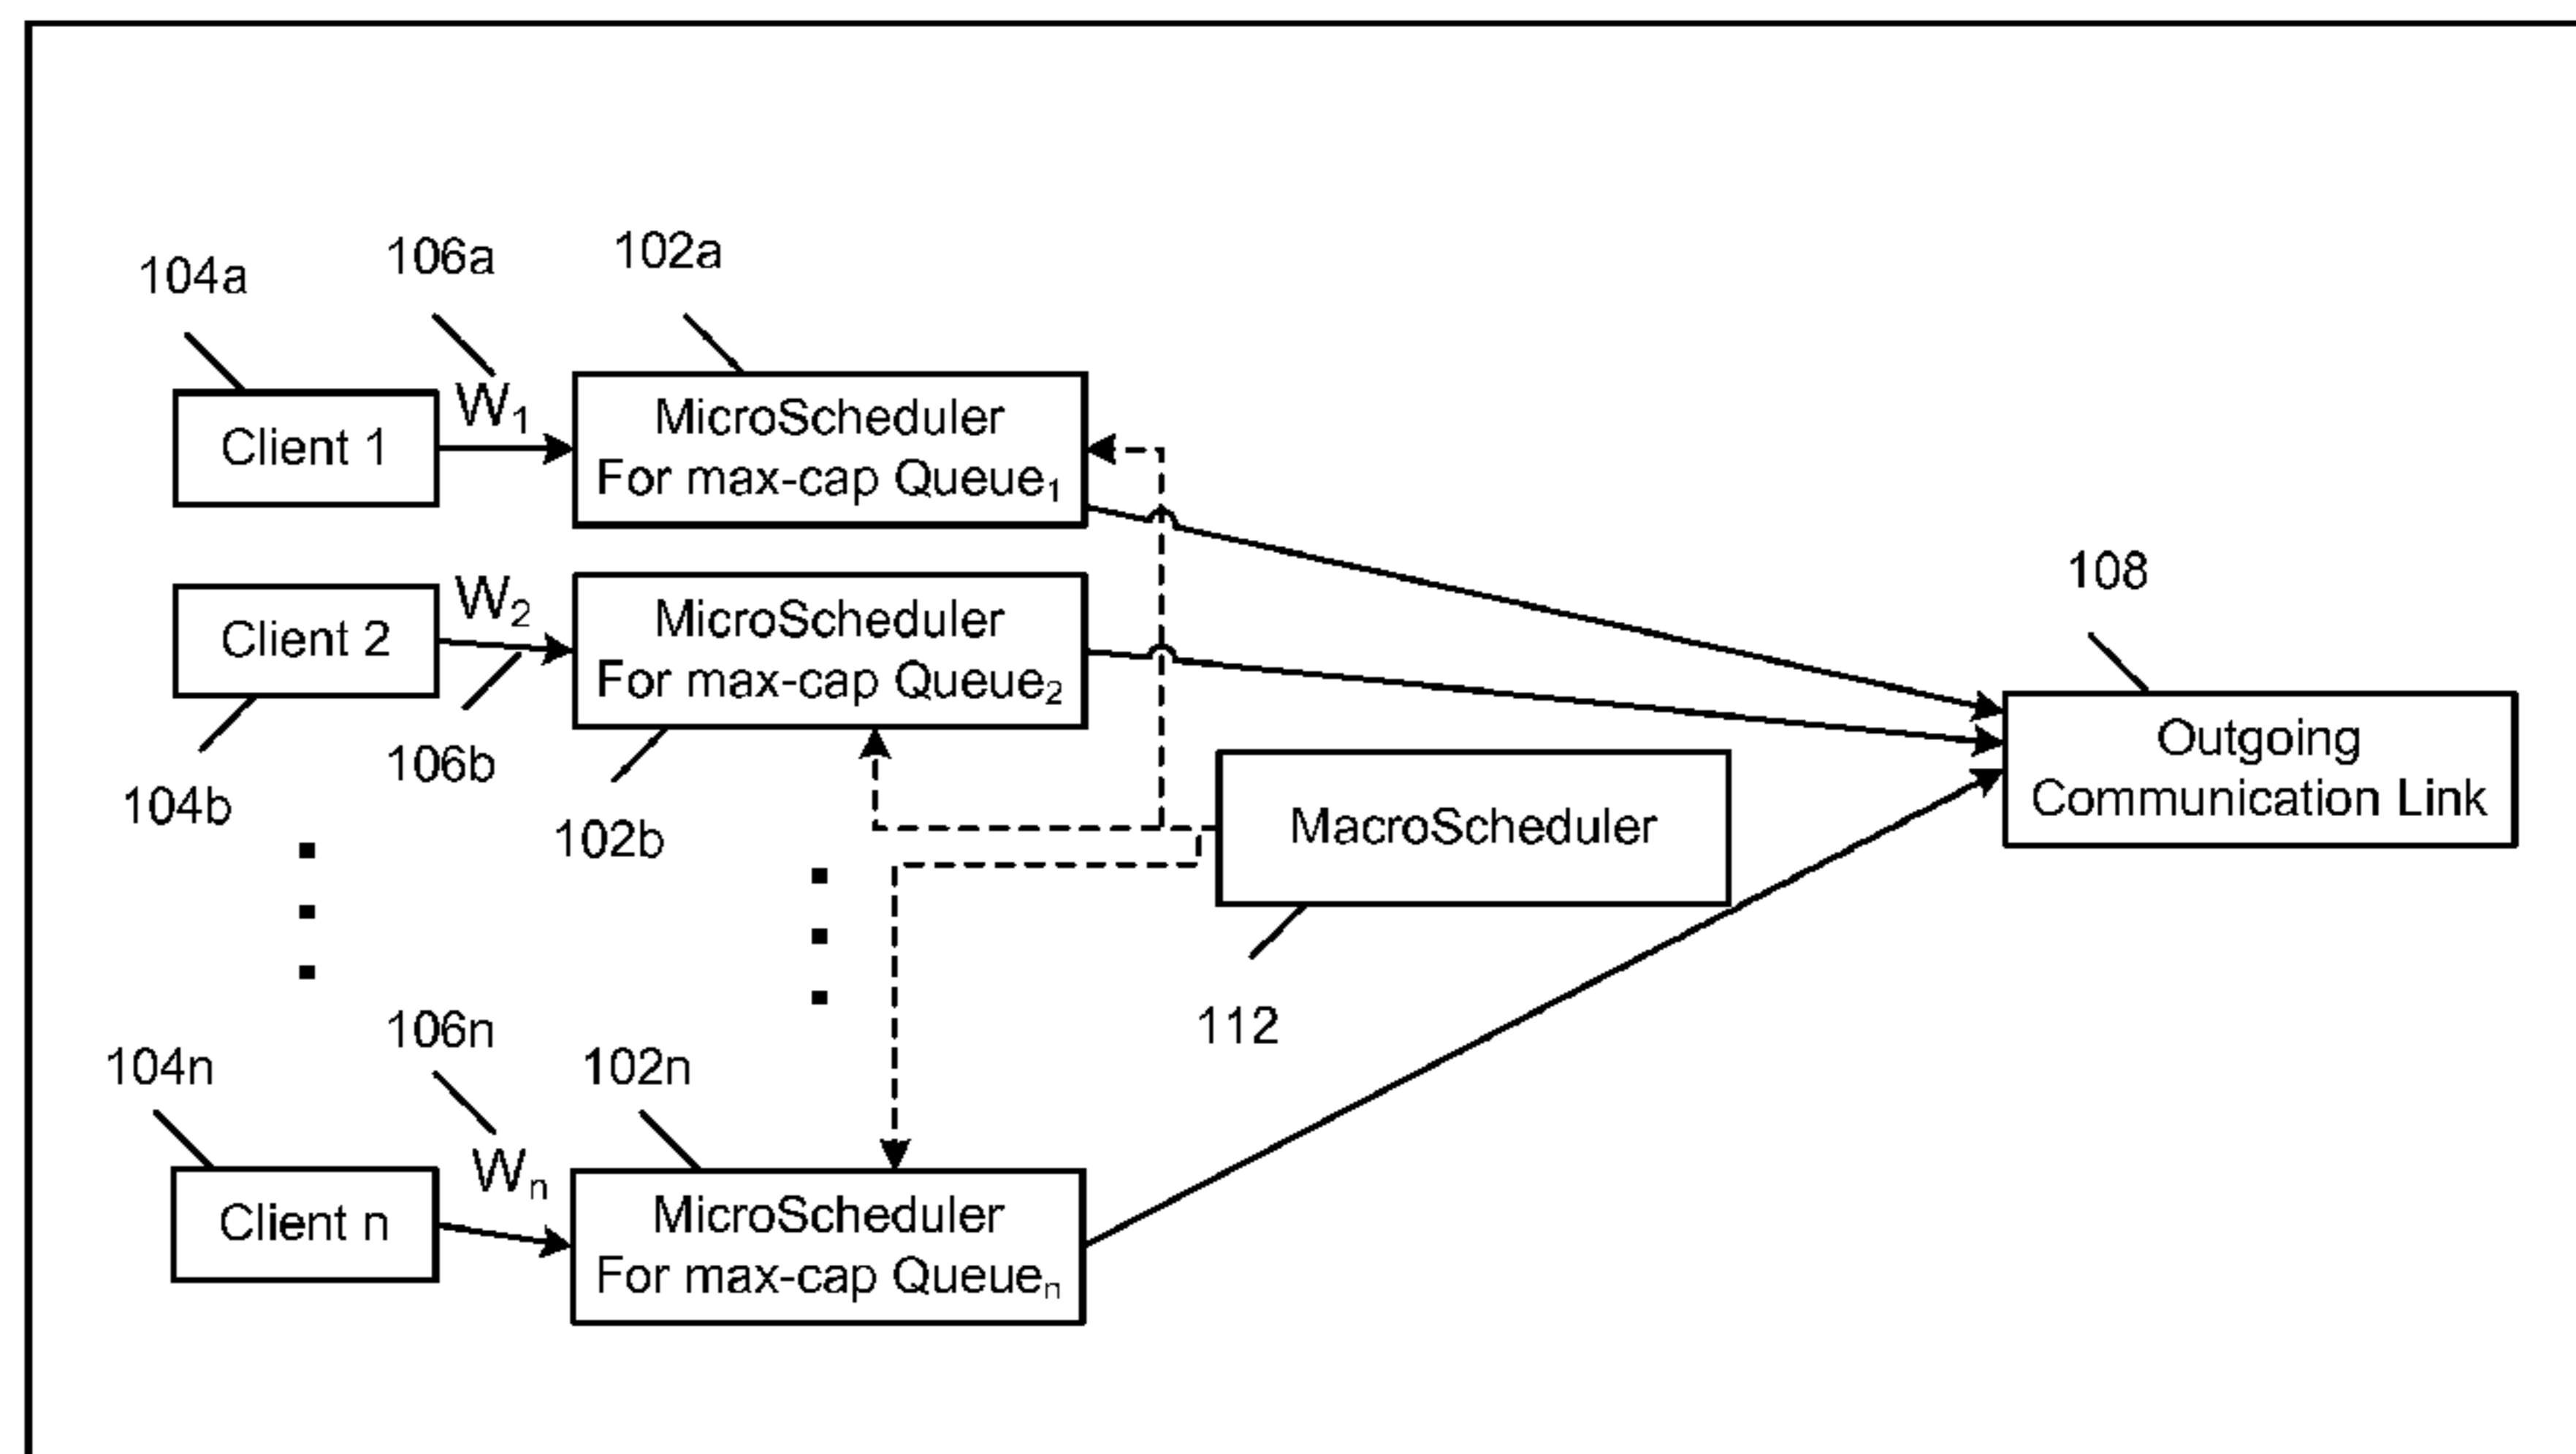 106a
102a
104a
W1
Client 1
MicroScheduler
For max-cap Queue1
108
W2
Client 2
MicroScheduler
For max-cap Queue2
Outgoing
Communication Link
106b
104b
102b
MacroScheduler
112
106n
104n
102n
Wn
Client n
MicroScheduler
For max-cap Queuen